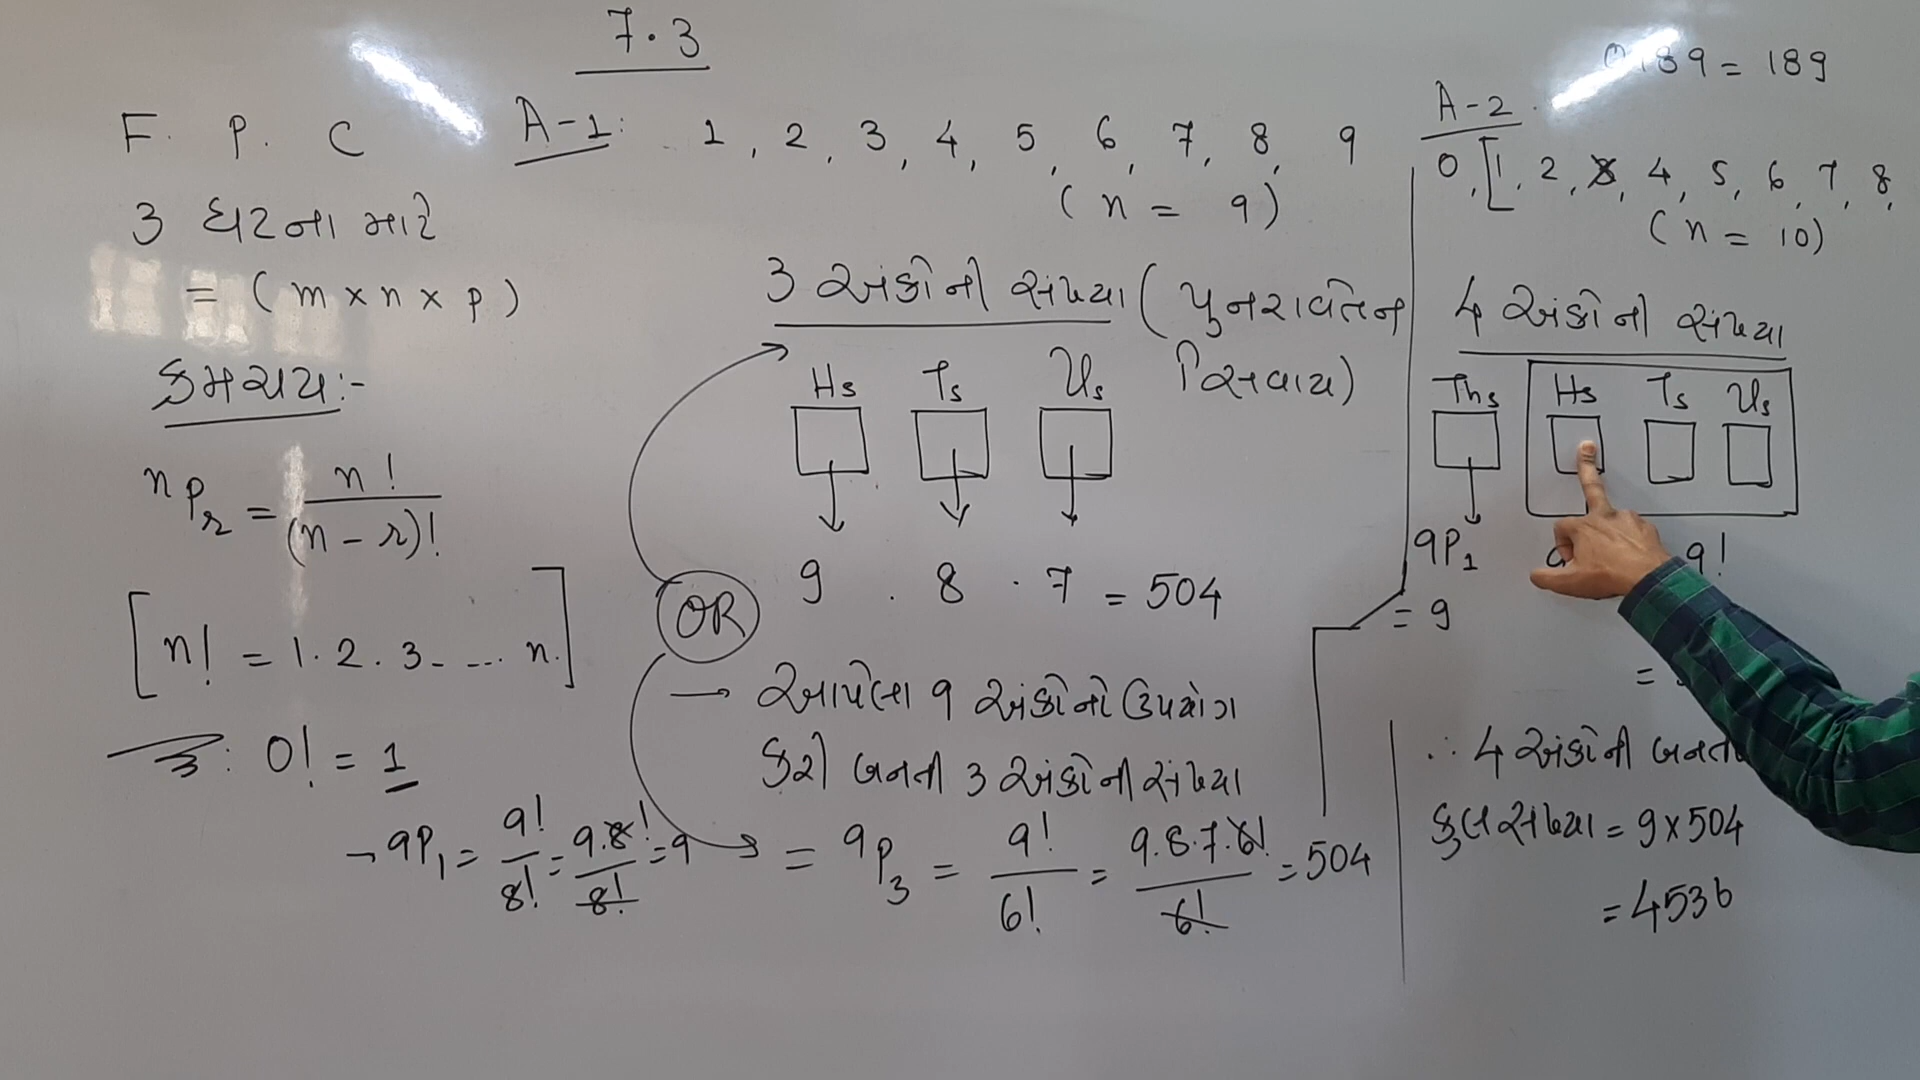 7.3
F. P. C
3 ઘટના માટે
= (m × n × p)
ક્રમચય:-
nPr = n! / (n - r)!
[n! = 1. 2. 3- ... n.]
0! = 1
9P1 = 9! / 8! = 9.8! / 8! = 9
A-1: 1, 2, 3, 4, 5, 6, 7, 8, 9
(n = 9)
3 અંકોની સંખ્યા (પુનરાવર્તન
સિવાય)
Hs Ts Us
9 . 8 . 7 = 504
OR
→ આપેલા 9 અંકોનો ઉપયોગ
કરી બનતી 3 અંકોની સંખ્યા
= 9P3 = 9! / 6! = 9.8.7.6! / 6! = 504
189 = 189
A-2.
0, [1, 2, 3, 4, 5, 6, 7, 8,
(n = 10)
4 અંકોની સંખ્યા
Ths Hs Ts Us
9P1 9!
= 9
=
∴ 4 અંકોની બનતી
કુલ સંખ્યા = 9×504
= 4536